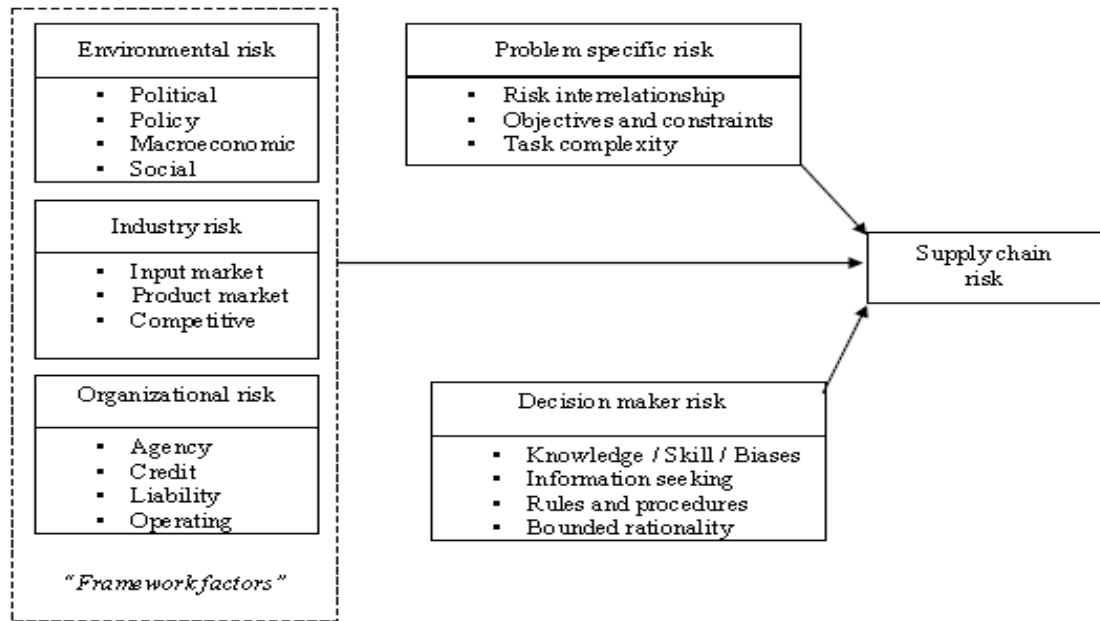 Environmental risk
▪ Political
▪ Policy
▪ Macroeconomic
▪ Social
Industry risk
▪ Input market
▪ Product market
▪ Competitive
Organizational risk
▪ Agency
▪ Credit
▪ Liability
▪ Operating
“Framework factors”
Problem specific risk
▪ Risk interrelationship
▪ Objectives and constraints
▪ Task complexity
Decision maker risk
▪ Knowledge / Skill / Biases
▪ Information seeking
▪ Rules and procedures
▪ Bounded rationality
Supply chain
risk